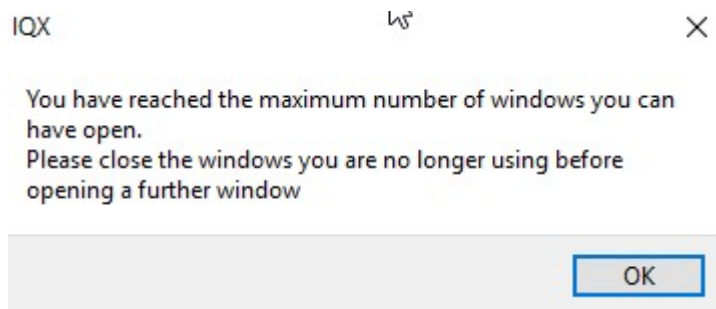 IQX
You have reached the maximum number of windows you can
have open.
Please close the windows you are no longer using before
opening a further window
OK